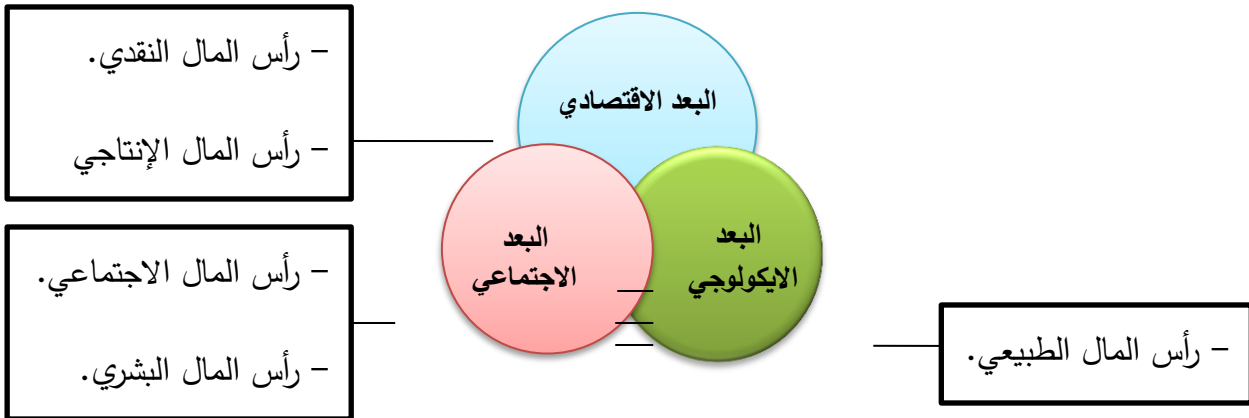 - رأس المال النقدي.
- رأس المال الإنتاجي
البعد الاقتصادي
البعد
الايكولوجي
البعد
الاجتماعي
- رأس المال الاجتماعي.
- رأس المال البشري.
- رأس المال الطبيعي.